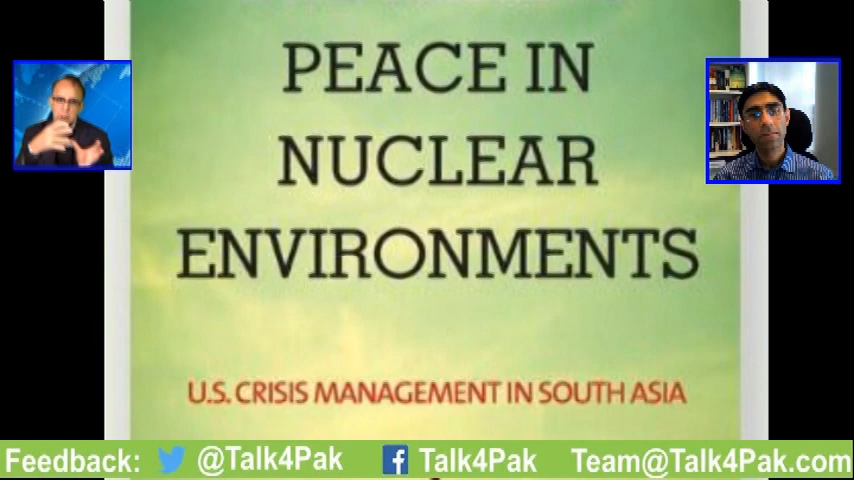 PEACE IN
NUCLEAR
ENVIRONMENTS
U.S. CRISIS MANAGEMENT IN SOUTH ASIA
Feedback: @Talk4Pak Talk4Pak Team@Talk4Pak.com